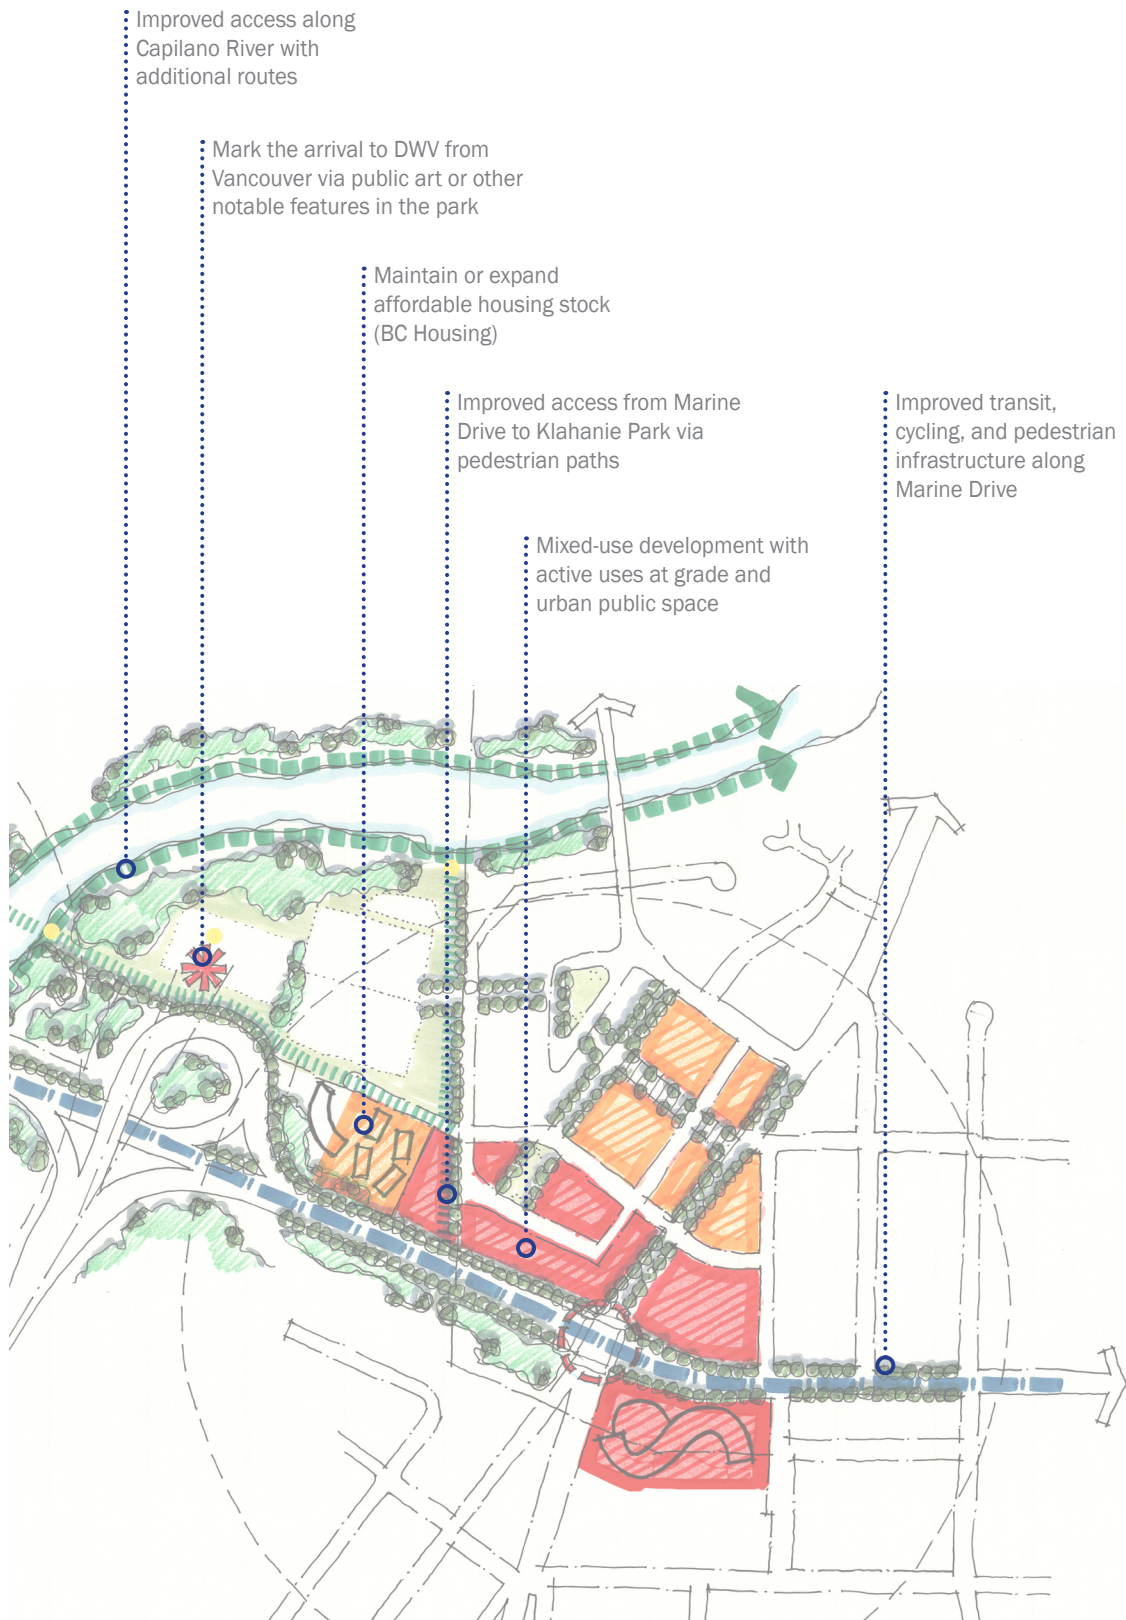 Improved access along
Capilano River with
additional routes
Mark the arrival to DWV from
Vancouver via public art or other
notable features in the park
Maintain or expand
affordable housing stock
(BC Housing)
Improved access from Marine
Drive to Klahanie Park via
pedestrian paths
Improved transit,
cycling, and pedestrian
infrastructure along
Marine Drive
Mixed-use development with
active uses at grade and
urban public space